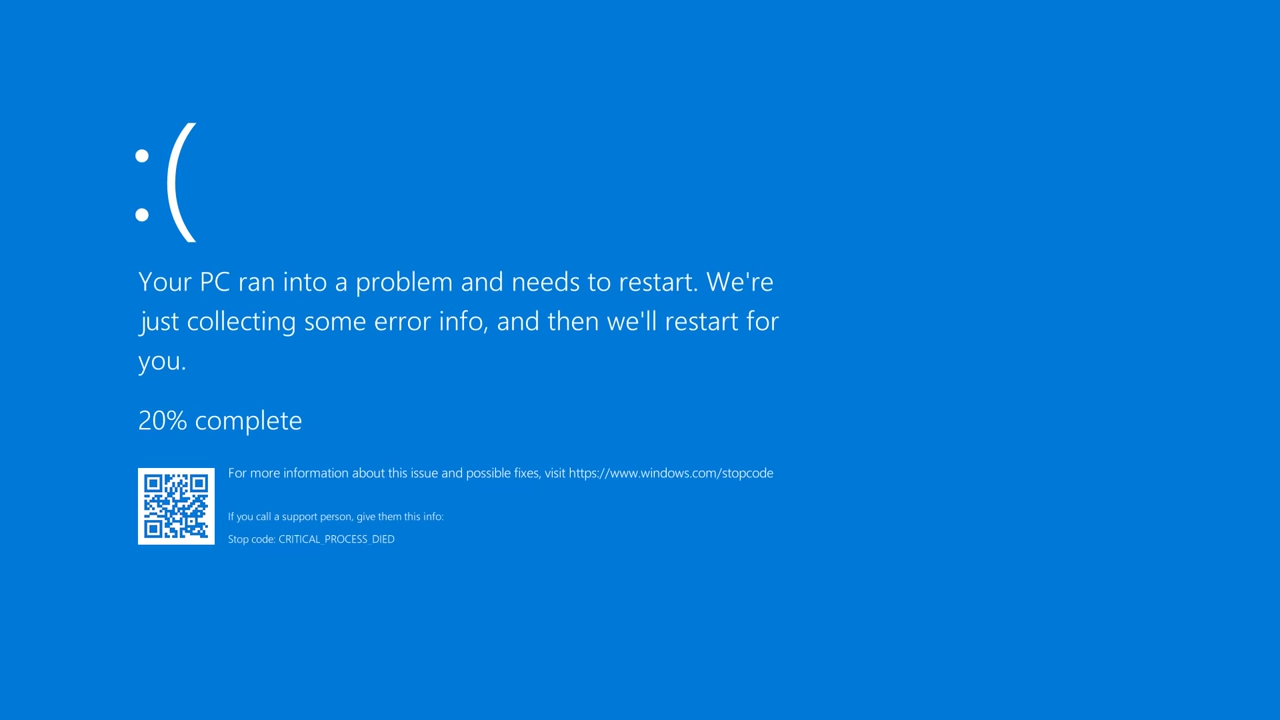 :(
Your PC ran into a problem and needs to restart. We're
just collecting some error info, and then we'll restart for
you.
20% complete
For more information about this issue and possible fixes, visit https://www.windows.com/stopcode
If you call a support person, give them this info:
Stop code: CRITICAL_PROCESS_DIED